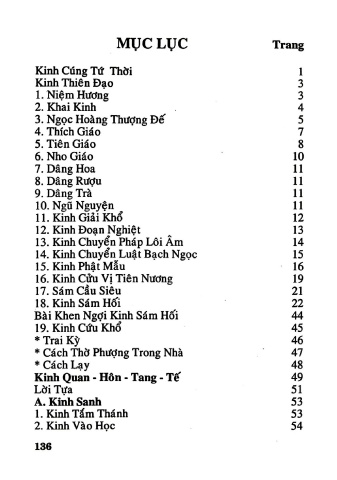 MỤC LỤC Trang
Kinh Cúng Tứ Thời 1
Kinh Thiên Đạo 3
1. Niệm Hương 3
2. Khai Kinh 4
3. Ngọc Hoàng Thượng Đế 5
4. Thích Giáo 7
5. Tiên Giáo 8
6. Nho Giáo 10
7. Dâng Hoa 11
8. Dâng Rượu 11
9. Dâng Trà 11
10. Ngũ Nguyện 11
11. Kinh Giải Khổ 12
12. Kinh Đoạn Nghiệt 13
13. Kinh Chuyển Pháp Lôi Âm 14
14. Kinh Chuyển Luật Bạch Ngọc 15
15. Kinh Phật Mẫu 16
16. Kinh Cửu Vị Tiên Nương 19
17. Sám Cầu Siêu 21
18. Kinh Sám Hối 22
Bài Khen Ngợi Kinh Sám Hối 44
19. Kinh Cứu Khổ 45
* Trai Kỳ 46
* Cách Thờ Phượng Trong Nhà 47
* Cách Lạy 48
Kinh Quan - Hôn - Tang - Tế 49
Lời Tựa 51
A. Kinh Sanh 53
1. Kinh Tắm Thánh 53
2. Kinh Vào Học 54
136